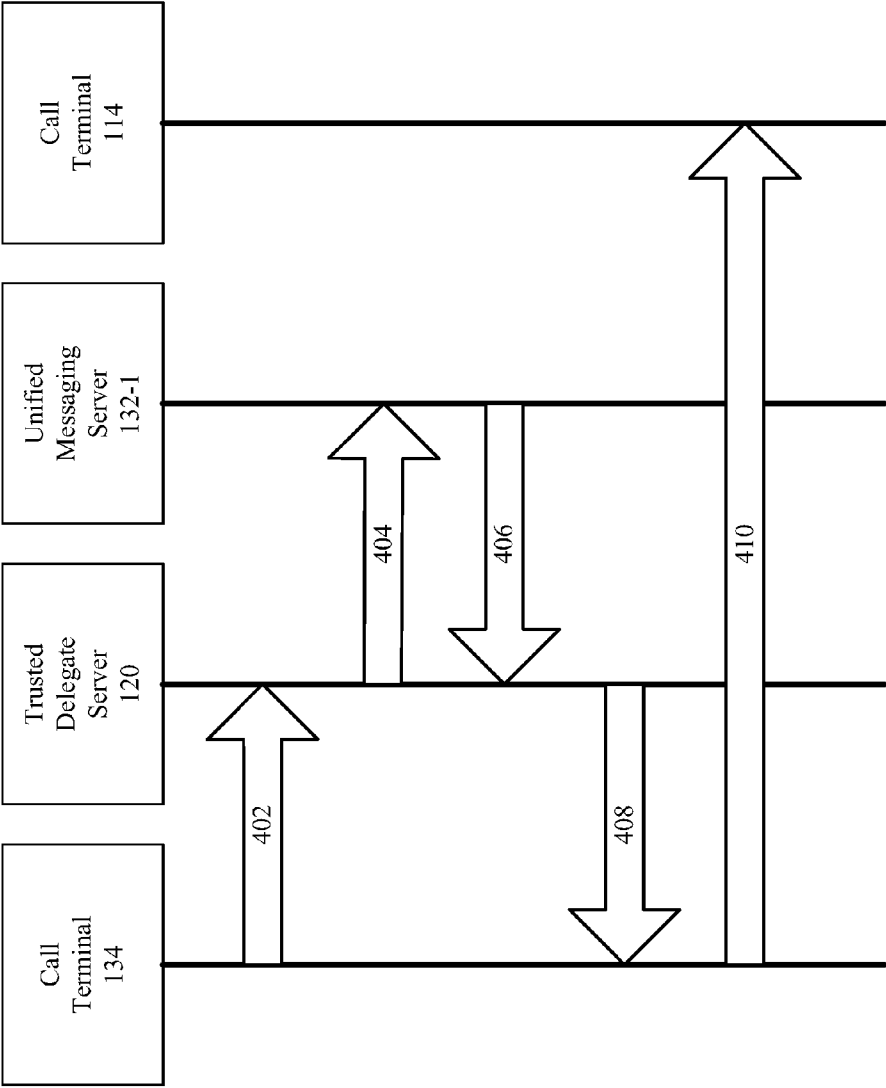 Call
Terminal
134
Trusted
Delegate
Server
120
Unified
Messaging
Server
132-1
Call
Terminal
114
402
404
406
408
410